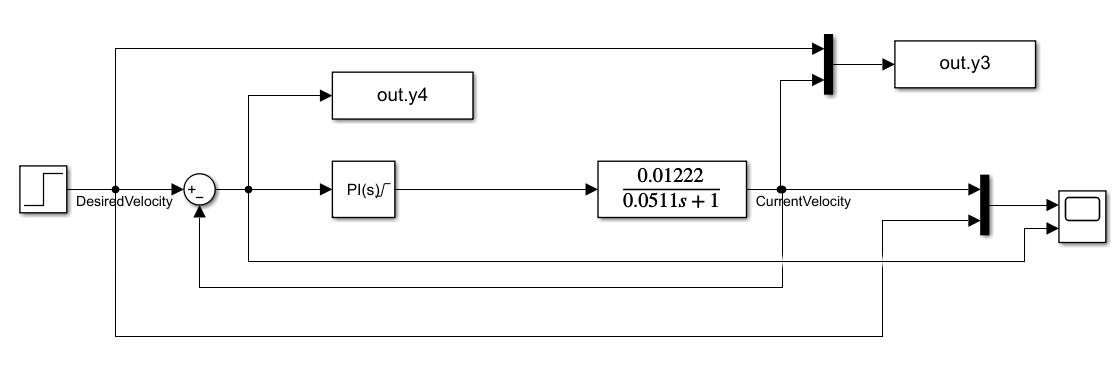 out.y3
out.y4
+
−
PI(s)
0.01222
0.0511s + 1
DesiredVelocity
CurrentVelocity